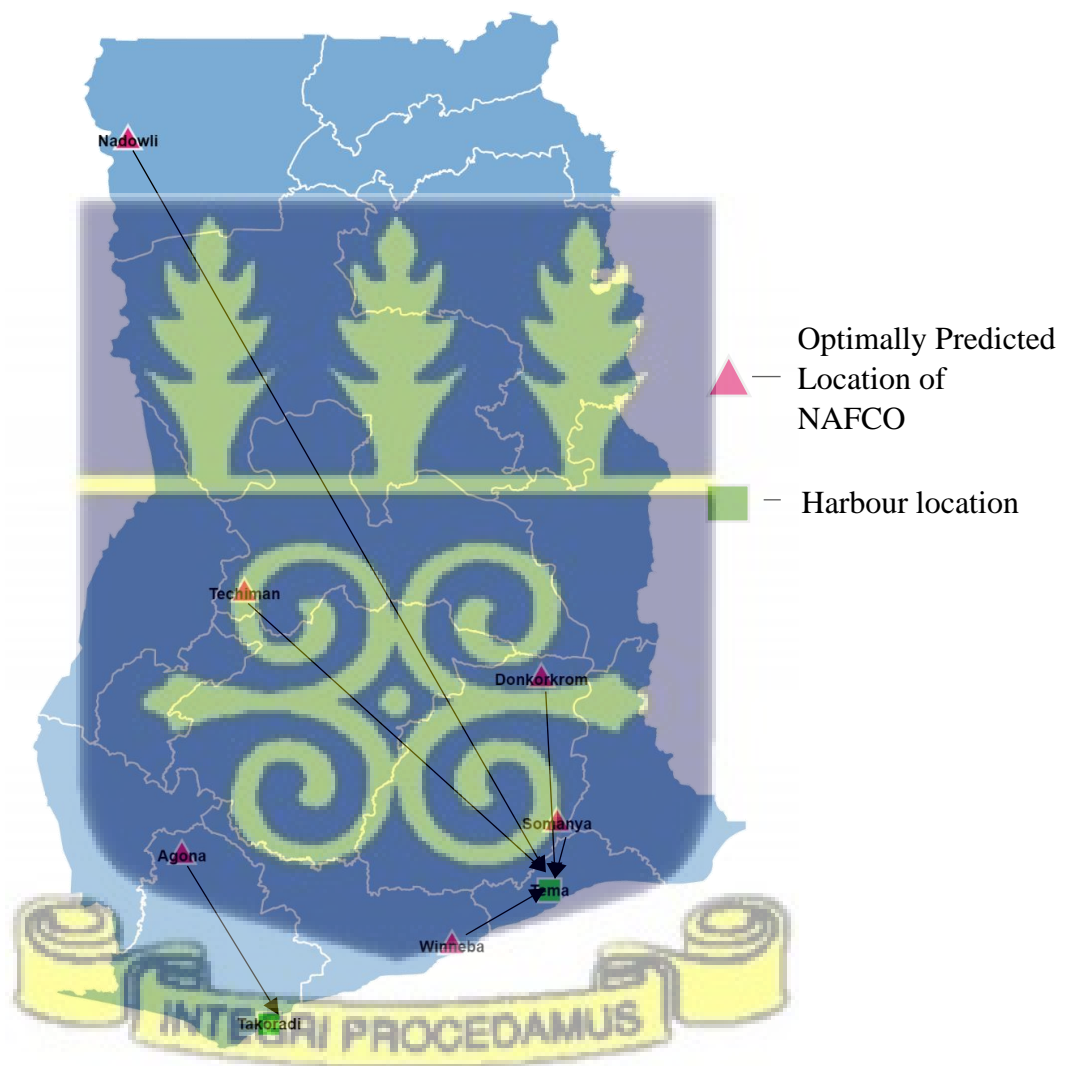 Nadowli
Optimally Predicted
Location of
NAFCO
Harbour location
Techiman
Donkorkrom
Somanya
Agona
Tema
Winneba
Takoradi
INTEGRI PROCEDAMUS